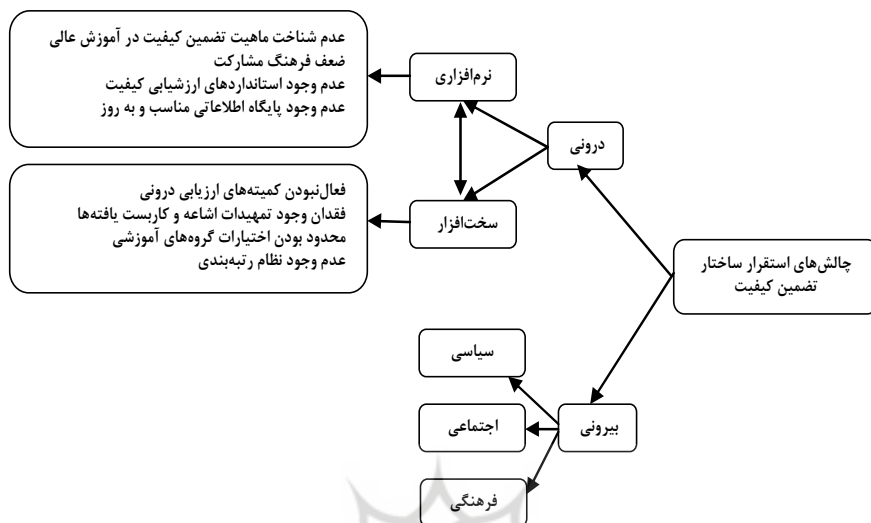 چالش‌های استقرار ساختار
تضمین کیفیت
درونی
نرم‌افزاری
عدم شناخت ماهیت تضمین کیفیت در آموزش عالی
ضعف فرهنگ مشارکت
عدم وجود استانداردهای ارزشیابی کیفیت
عدم وجود پایگاه اطلاعاتی مناسب و به روز
سخت‌افزار
فعال‌نبودن کمیته‌های ارزیابی درونی
فقدان وجود تمهیدات اشاعه و کاربست یافته‌ها
محدود بودن اختیارات گروه‌های آموزشی
عدم وجود نظام رتبه‌بندی
بیرونی
سیاسی
اجتماعی
فرهنگی